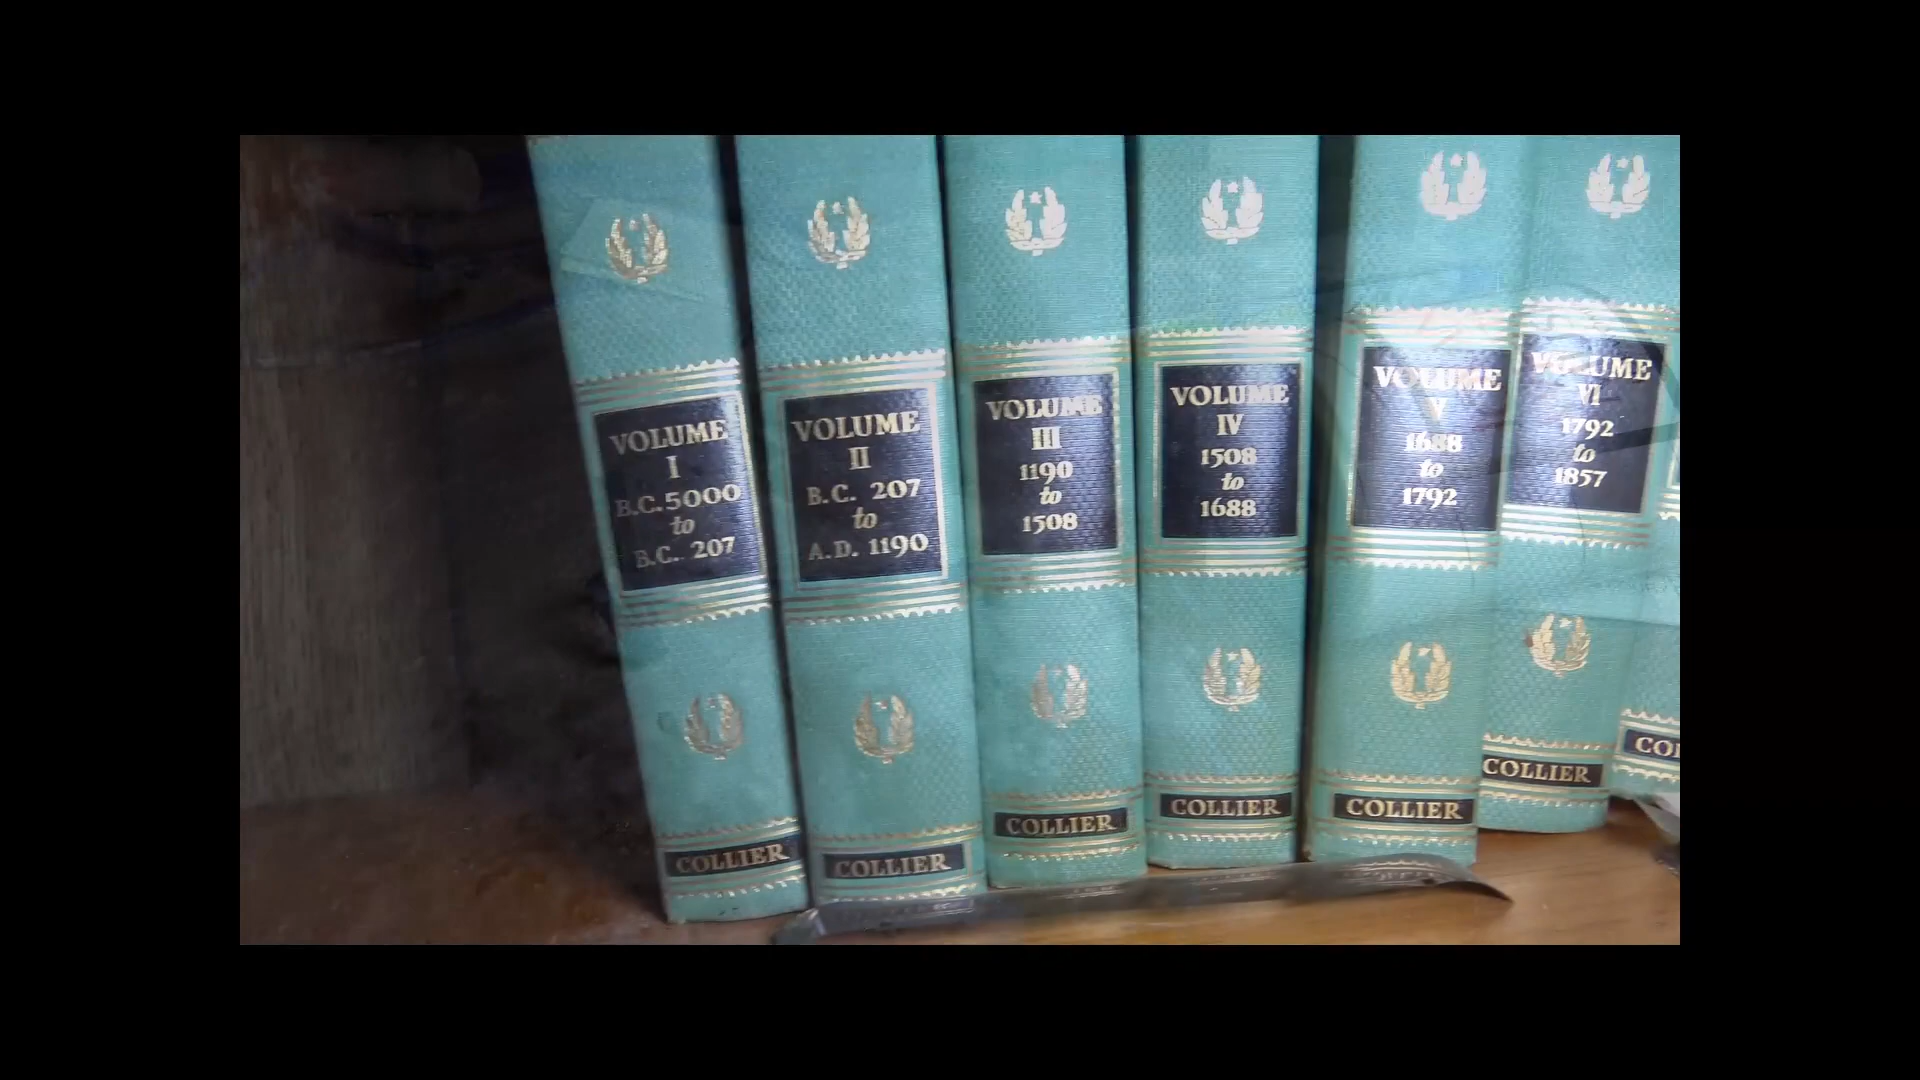 VOLUME
I
B.C. 5000
to
B.C. 207
COLLIER
VOLUME
II
B.C. 207
to
A.D. 1190
COLLIER
VOLUME
III
1190
to
1508
COLLIER
VOLUME
IV
1508
to
1688
COLLIER
VOLUME
V
1688
to
1792
COLLIER
VOLUME
VI
1792
to
1857
COLLIER